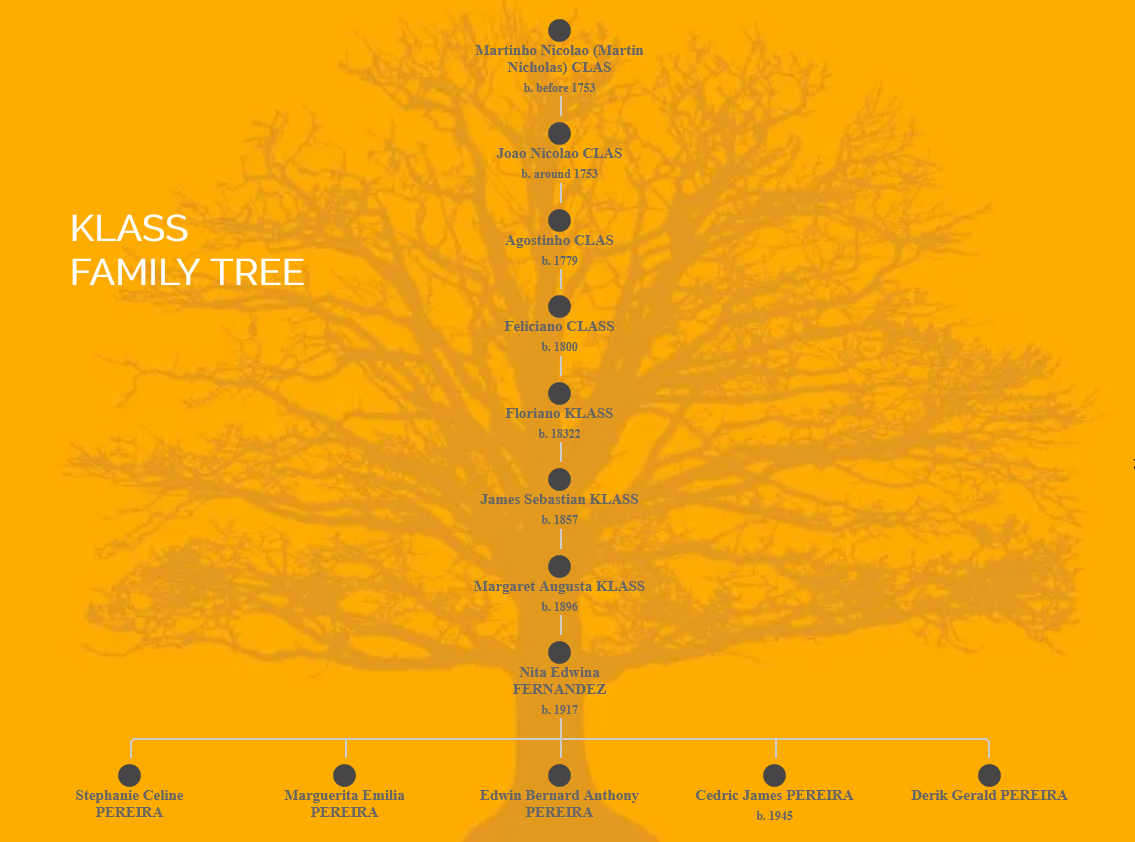 Martinho Nicolao (Martin
Nicholas) CLAS
b. before 1753
Joao Nicolao CLAS
b. around 1753
KLASS
FAMILY TREE
Agostinho CLAS
b. 1779
Feliciano CLASS
b. 1800
Floriano KLASS
b. 18322
James Sebastian KLASS
b. 1857
Margaret Augusta KLASS
b. 1896
Nita Edwina
FERNANDEZ
b. 1917
Stephanie Celine
PEREIRA
Marguerita Emilia
PEREIRA
Edwin Bernard Anthony
PEREIRA
Cedric James PEREIRA
b. 1945
Derik Gerald PEREIRA